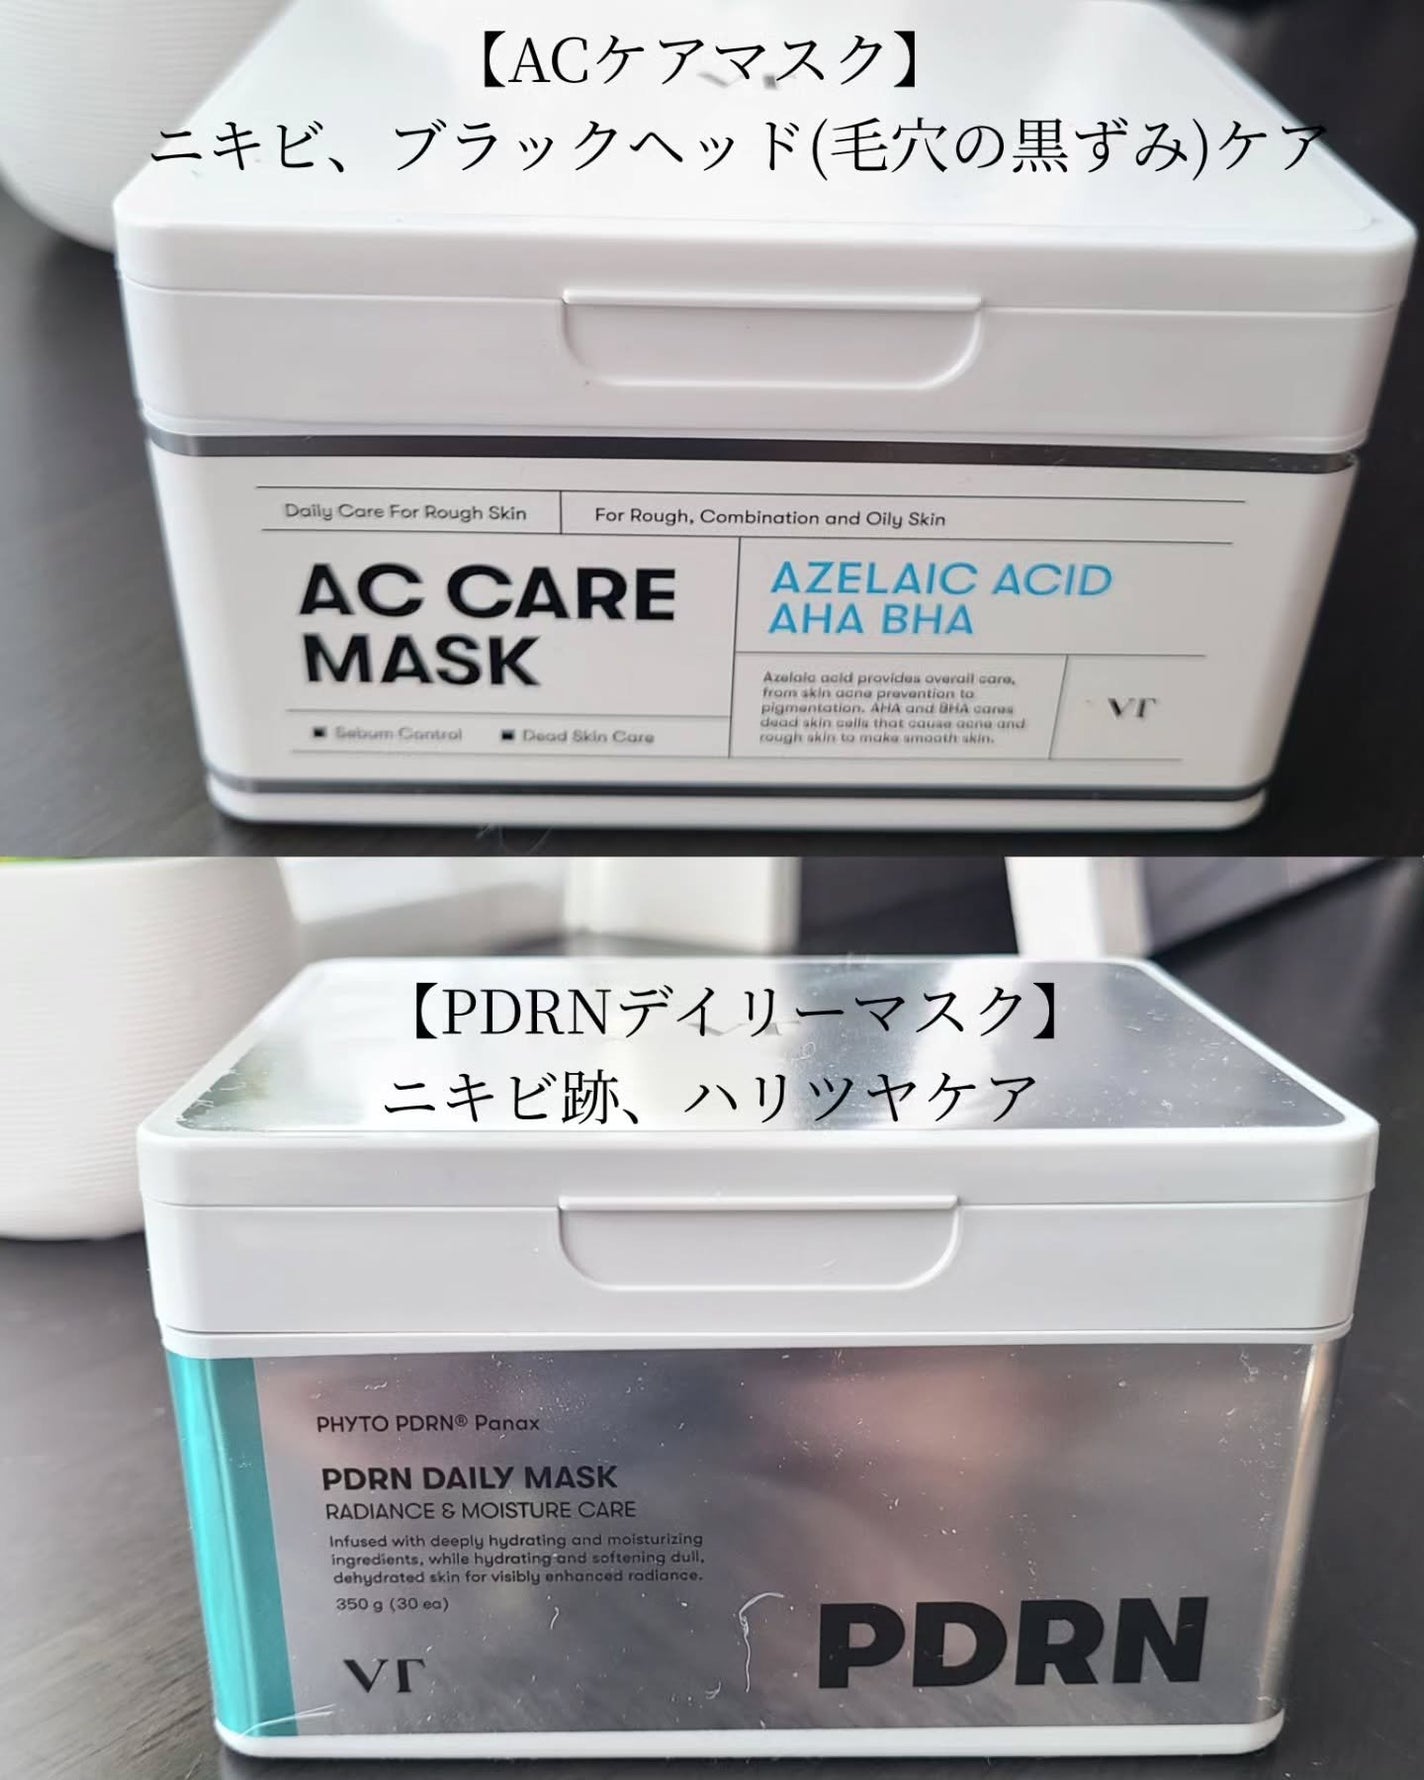 【ACケアマスク】
ニキビ、ブラックヘッド(毛穴の黒ずみ)ケア
Daily Care For Rough Skin
For Rough, Combination and Oily Skin
AC CARE
MASK
AZELAIC ACID
AHA BHA
Azelaic acid provides overall care,
from skin acne prevention to
pigmentation. AHA and BHA cares
dead skin cells that cause acne and
rough skin to make smooth skin.
VT
Sebum Control
Dead Skin Care
【PDRNデイリーマスク】
ニキビ跡、ハリツヤケア
PHYTO PDRN® Panax
PDRN DAILY MASK
RADIANCE & MOISTURE CARE
Infused with deeply hydrating and moisturizing
ingredients, while hydrating and softening dull,
dehydrated skin for visibly enhanced radiance.
350 g (30 ea)
VT
PDRN